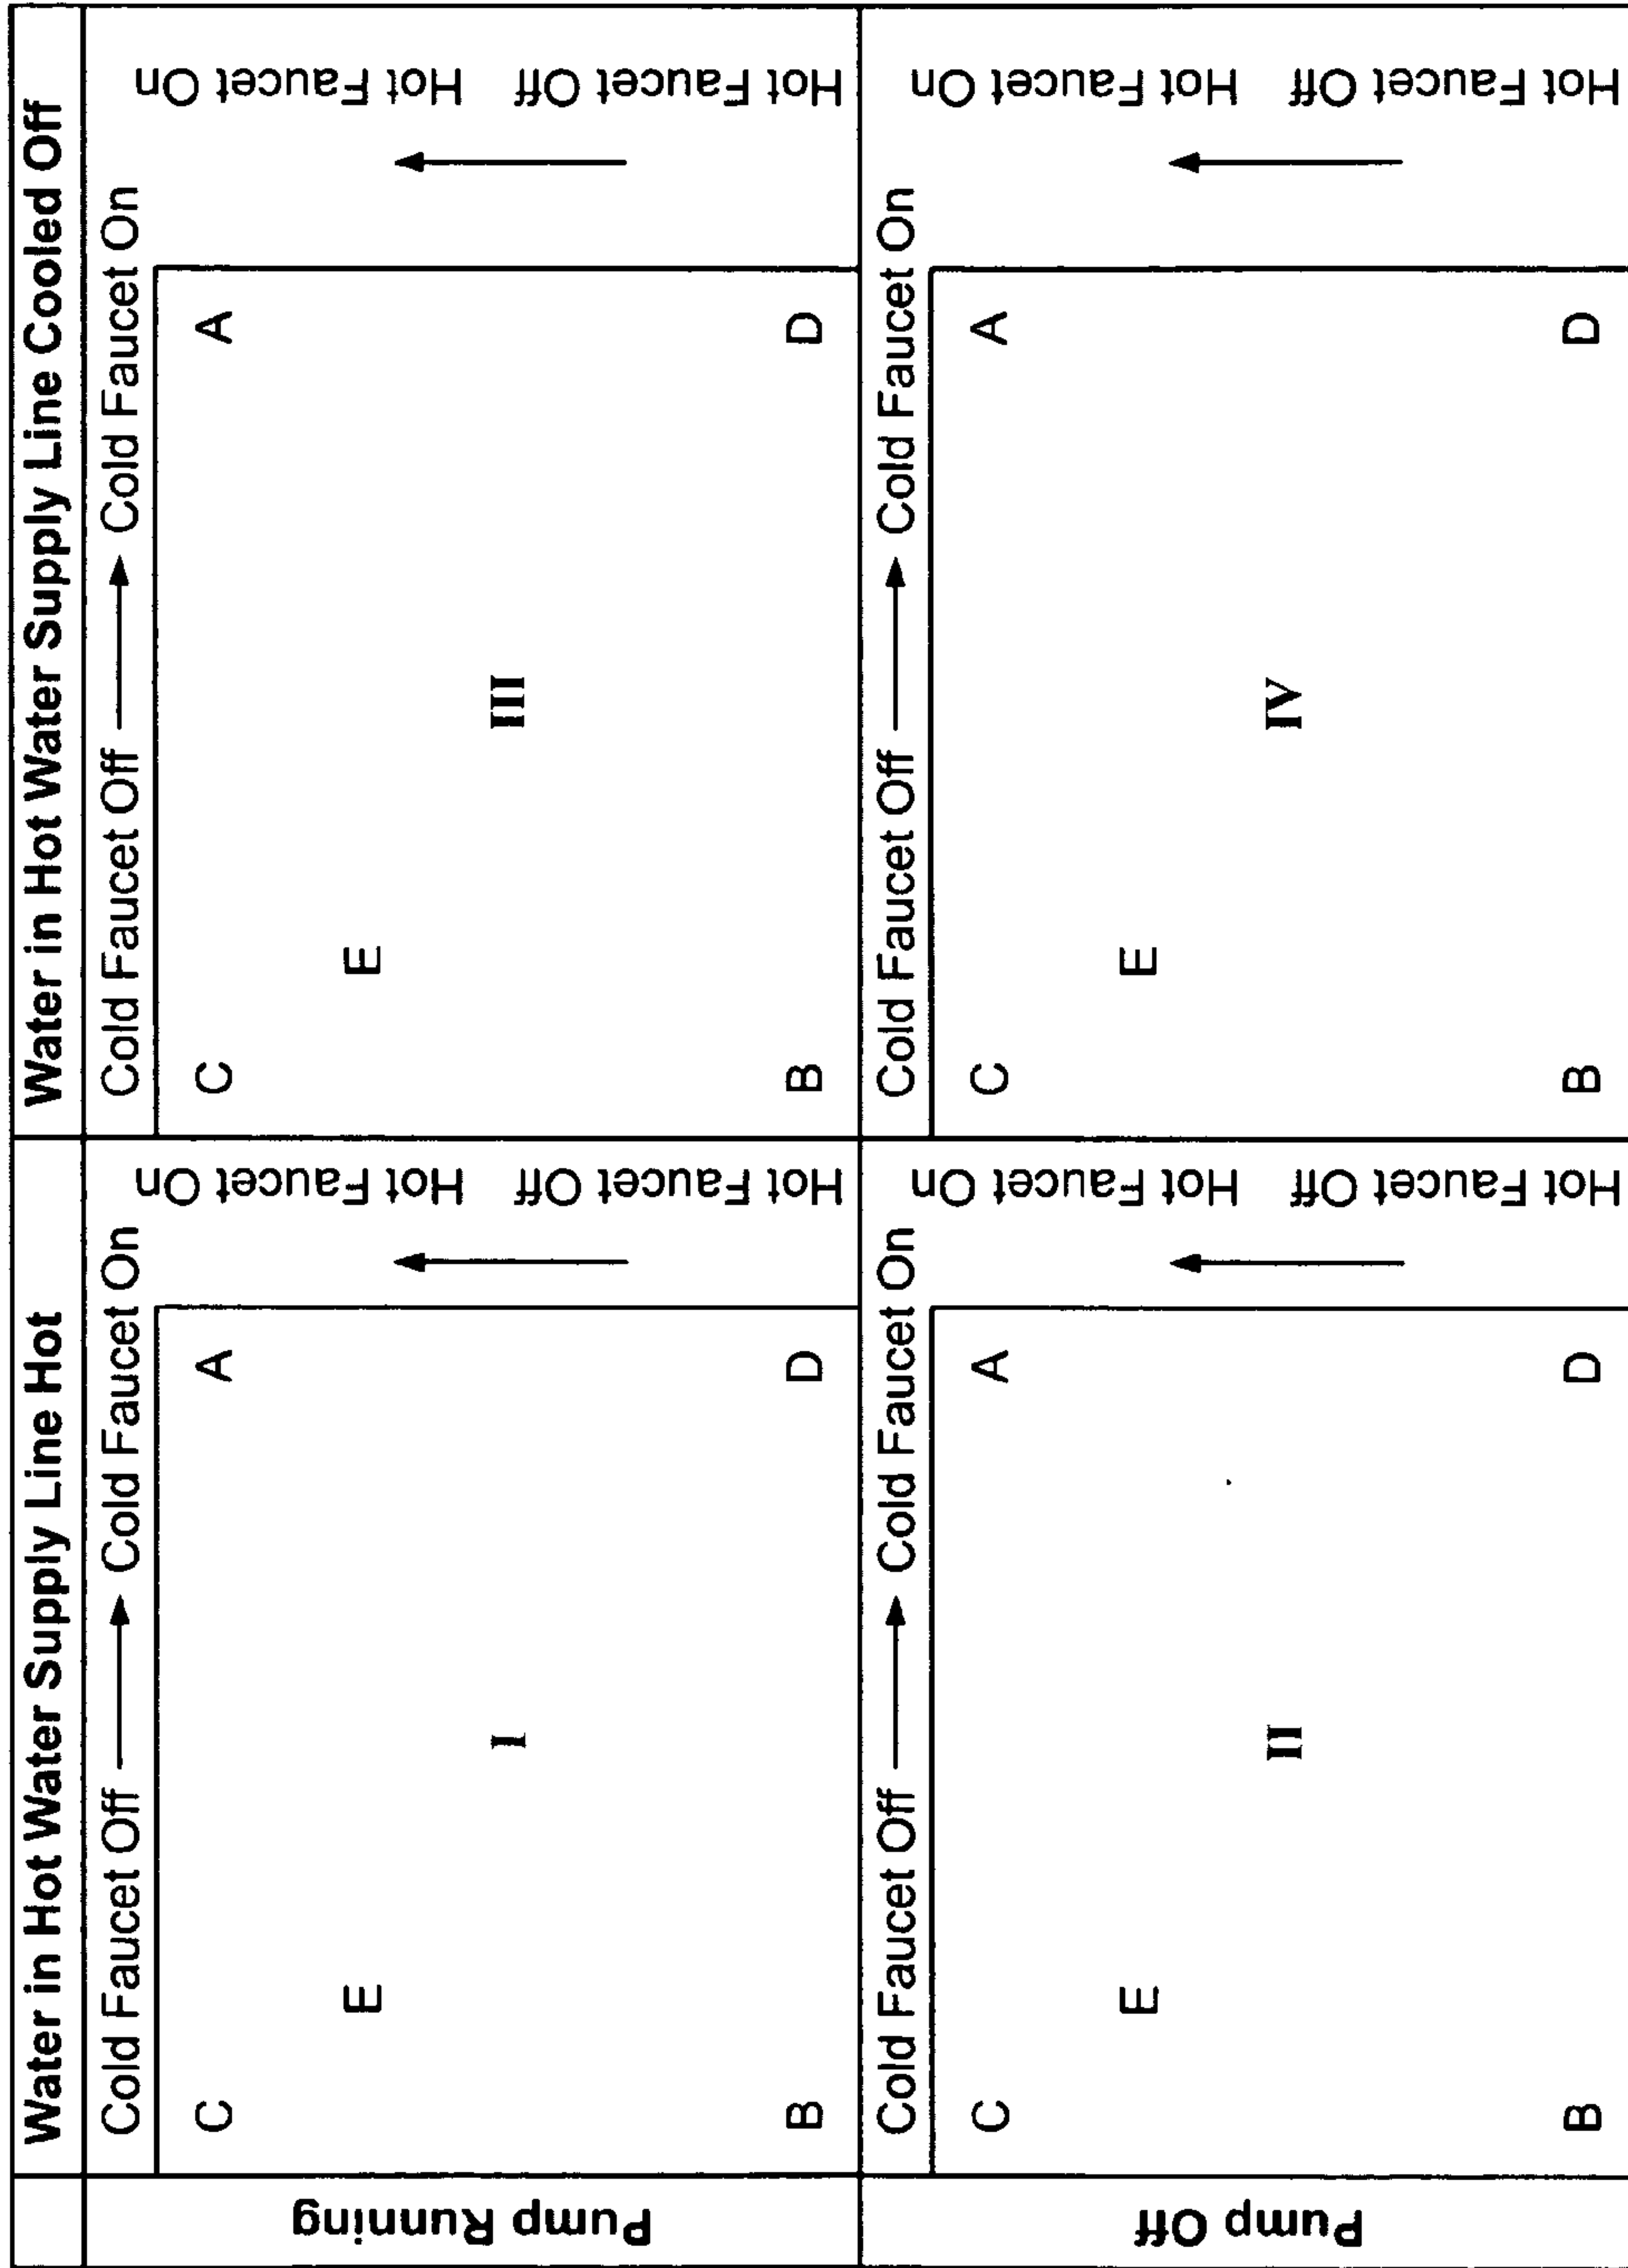 Water in Hot Water Supply Line Hot
Water in Hot Water Supply Line Cooled Off
Pump Running
Cold Faucet Off Cold Faucet On
C A
E
I
B D
Hot Faucet Off Hot Faucet On
Cold Faucet Off Cold Faucet On
C A
E
III
B D
Hot Faucet Off Hot Faucet On
Pump Off
Cold Faucet Off Cold Faucet On
C A
E
II
B D
Hot Faucet Off Hot Faucet On
Cold Faucet Off Cold Faucet On
C A
E
IV
B D
Hot Faucet Off Hot Faucet On